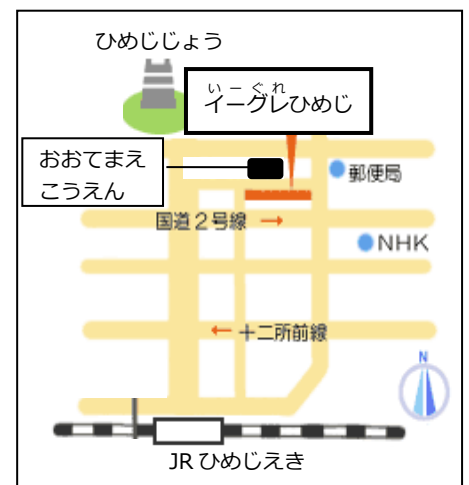 ひめじじょう
いーぐれ
イーグレひめじ
おおてまえ
こうえん
郵便局
国道２号線 →
NHK
← 十二所前線
N
JR ひめじえき